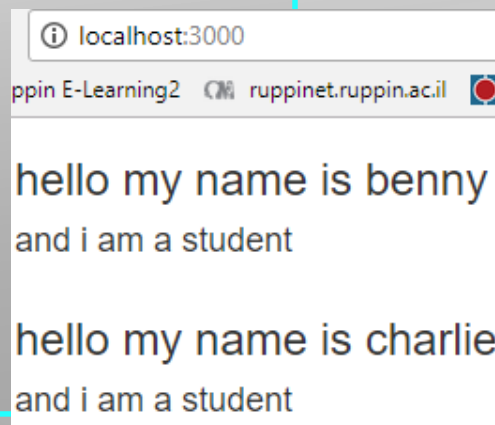 localhost:3000
ppin E-Learning2 ruppinet.ruppin.ac.il
hello my name is benny
and i am a student
hello my name is charlie
and i am a student